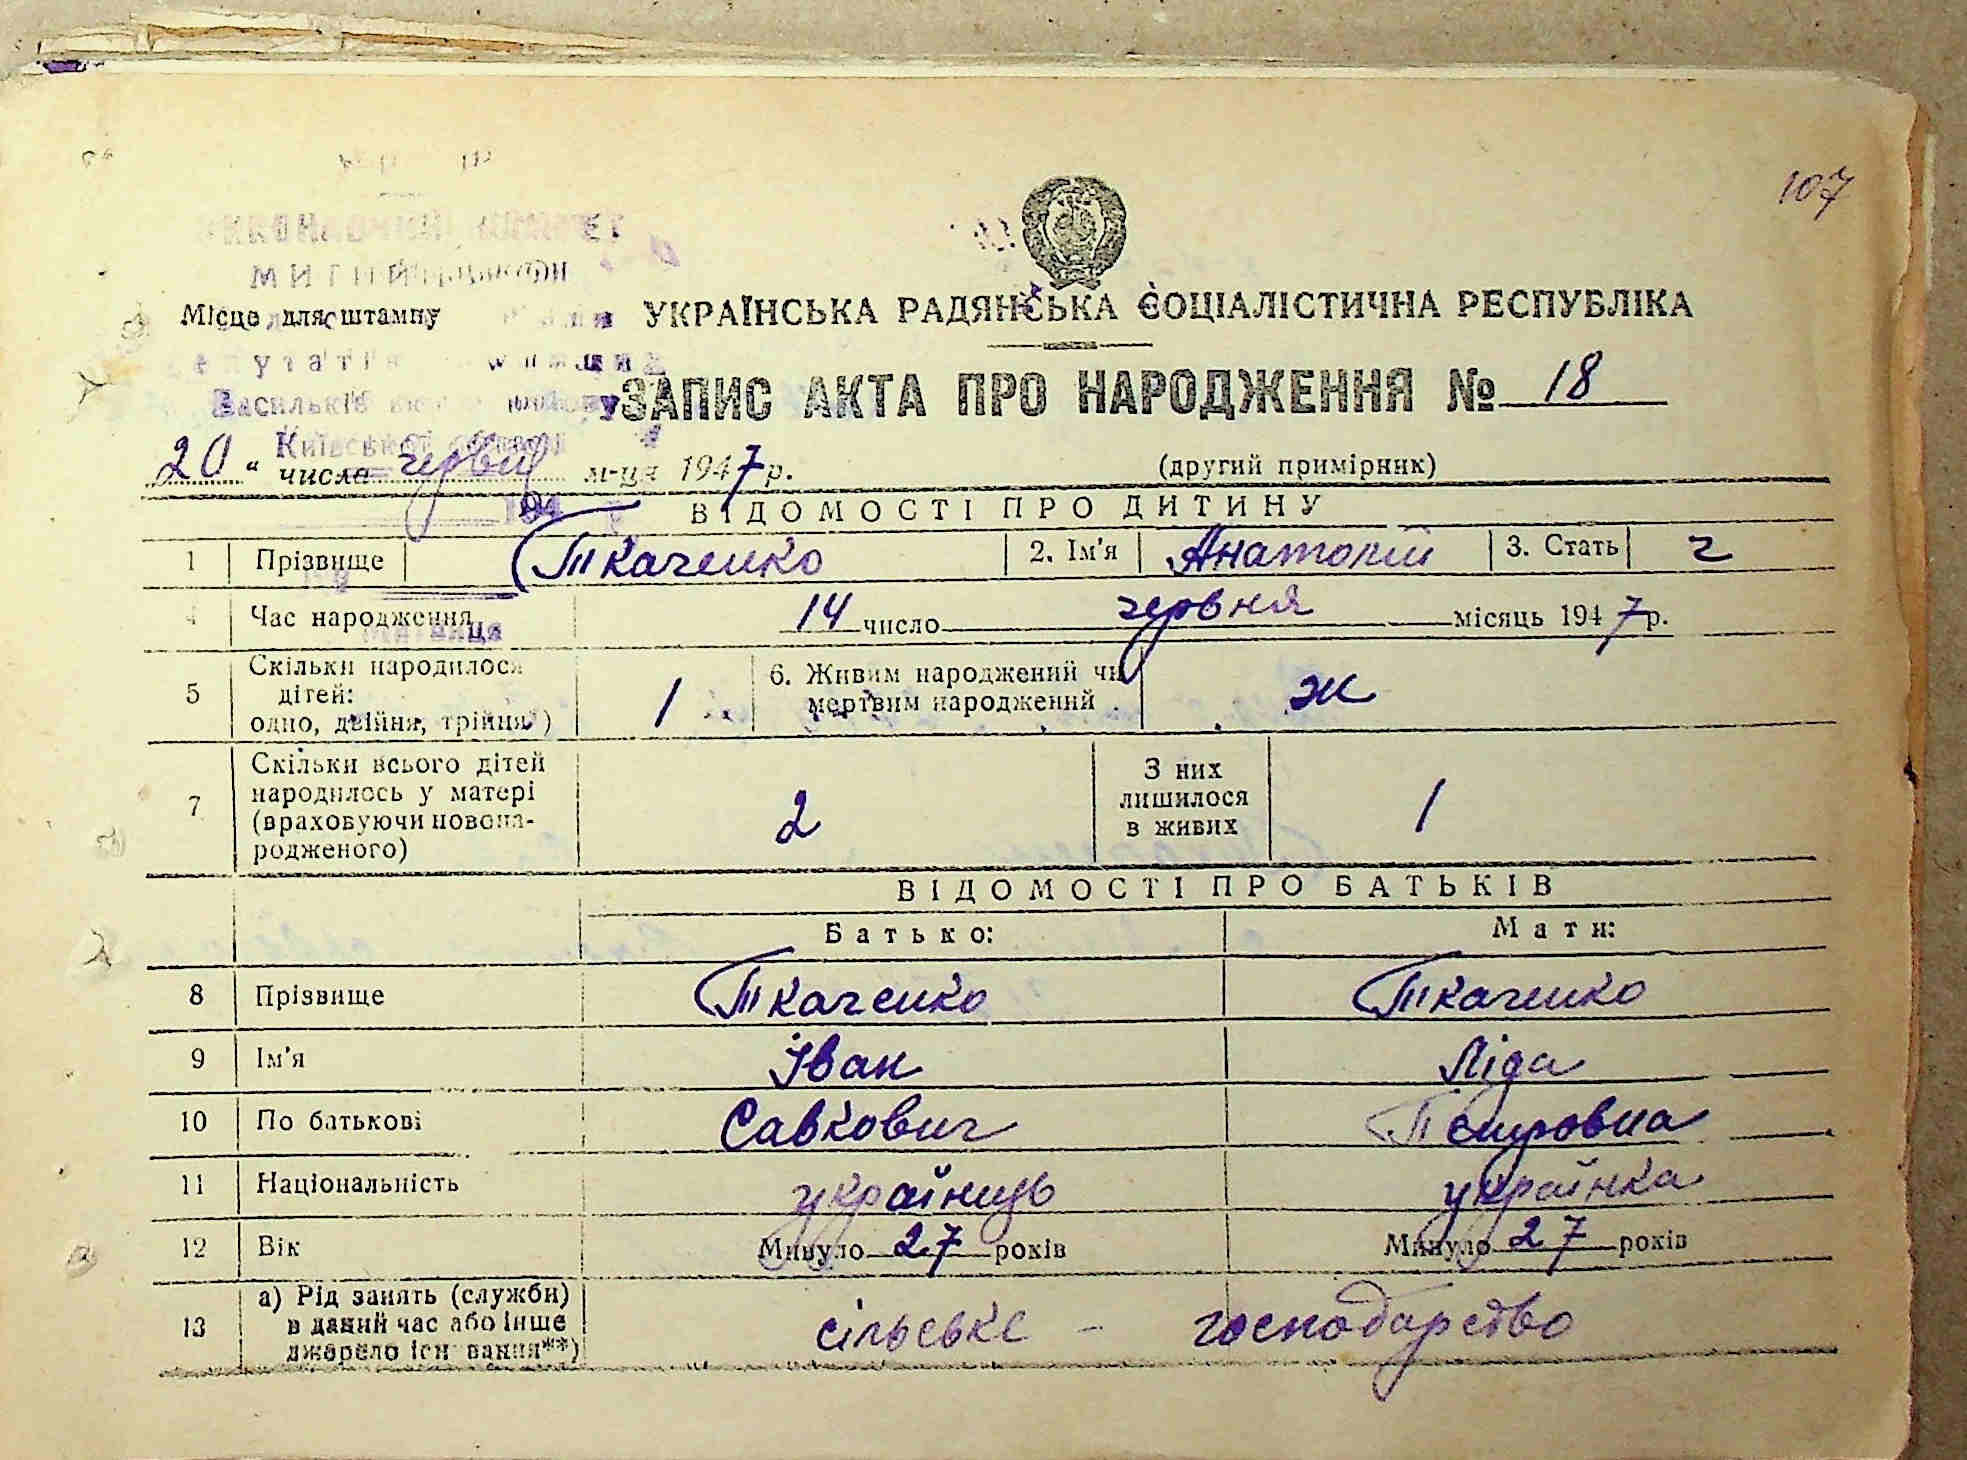 107
УКРАЇНСЬКА РАДЯНСЬКА СОЦІАЛІСТИЧНА РЕСПУБЛІКА
Місце для штампу
Київської області
ЗАПИС АКТА ПРО НАРОДЖЕННЯ № 18
20 " числа червня м-ця 1947 р.
(другий примірник)
ВІДОМОСТІ ПРО ДИТИНУ
1 Прізвище Ткаченко 2. Ім'я Анатолій 3. Стать ч
4 Час народження 14 число червня місяць 1947 р.
5 Скільки народилося дітей: одно, двійня, трійня*) 1 6. Живим народжений чи мертвим народжений ж
7 Скільки всього дітей народилось у матері (враховуючи новонародженого) 2 З них лишилося в живих 1
ВІДОМОСТІ ПРО БАТЬКІВ
Батько: Мати:
8 Прізвище Ткаченко Ткаченко
9 Ім'я Іван Ліда
10 По батькові Савкович Петровна
11 Національність українець українка
12 Вік Минуло 27 років Минуло 27 років
13 а) Рід занять (служби) в даний час або інше джерело існування**) сільське - господарство